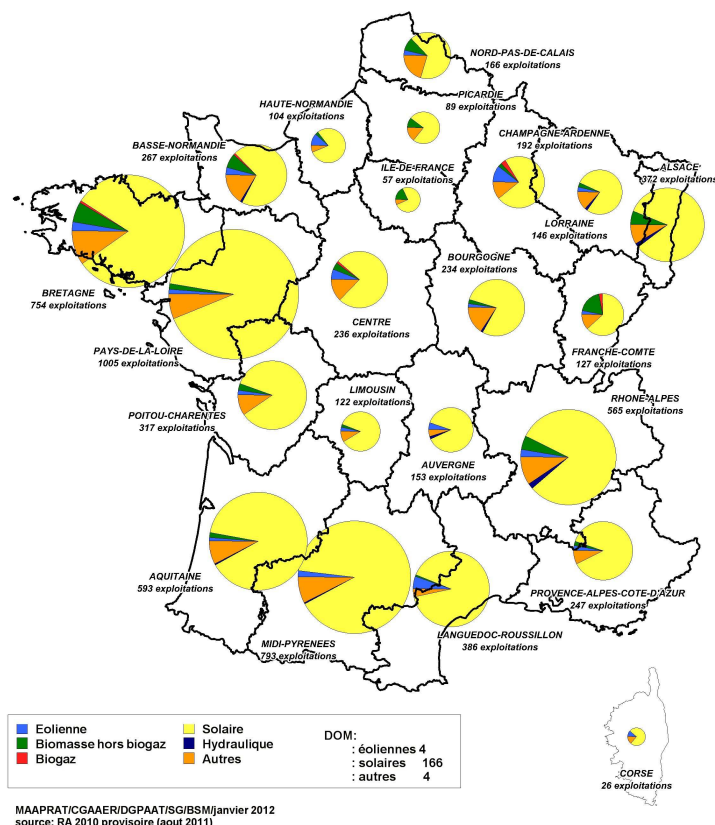 NORD-PAS-DE-CALAIS
166 exploitations
PICARDIE
89 exploitations
HAUTE-NORMANDIE
104 exploitations
CHAMPAGNE-ARDENNE
192 exploitations
BASSE-NORMANDIE
267 exploitations
ILE-DE-FRANCE
57 exploitations
ALSACE
372 exploitations
LORRAINE
146 exploitations
BOURGOGNE
234 exploitations
BRETAGNE
754 exploitations
CENTRE
236 exploitations
PAYS-DE-LA-LOIRE
1005 exploitations
FRANCHE-COMTE
127 exploitations
RHONE-ALPES
565 exploitations
LIMOUSIN
122 exploitations
POITOU-CHARENTES
317 exploitations
AUVERGNE
153 exploitations
AQUITAINE
593 exploitations
PROVENCE-ALPES-COTE-D'AZUR
247 exploitations
LANGUEDOC-ROUSSILLON
386 exploitations
MIDI-PYRENEES
793 exploitations
CORSE
26 exploitations
Eolienne
Biomasse hors biogaz
Biogaz
Solaire
Hydraulique
Autres
DOM:
: éoliennes 4
: solaires 166
: autres 4
MAAPRAT/CGAAER/DGPAAT/SG/BSM/janvier 2012
source: RA 2010 provisoire (aout 2011)